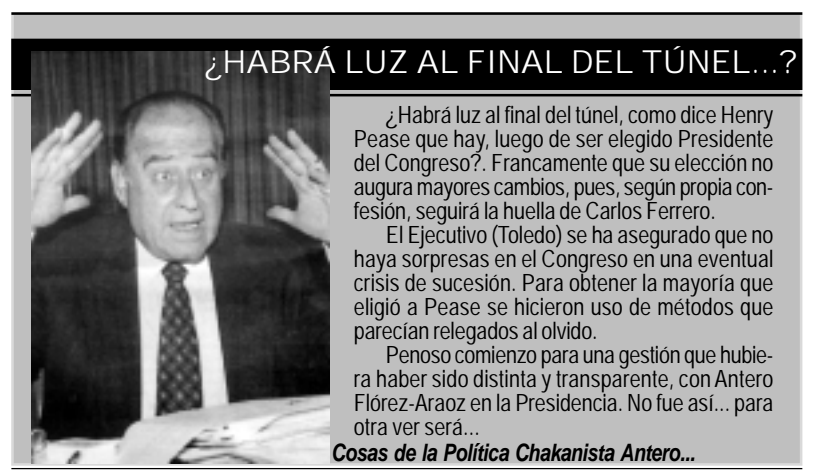 ¿HABRÁ LUZ AL FINAL DEL TÚNEL...?
¿Habrá luz al final del túnel, como dice Henry
Pease que hay, luego de ser elegido Presidente
del Congreso?. Francamente que su elección no
augura mayores cambios, pues, según propia con-
fesión, seguirá la huella de Carlos Ferrero.
El Ejecutivo (Toledo) se ha asegurado que no
haya sorpresas en el Congreso en una eventual
crisis de sucesión. Para obtener la mayoría que
eligió a Pease se hicieron uso de métodos que
parecían relegados al olvido.
Penoso comienzo para una gestión que hubie-
ra haber sido distinta y transparente, con Antero
Flórez-Araoz en la Presidencia. No fue así... para
otra ver será...
Cosas de la Política Chakanista Antero...